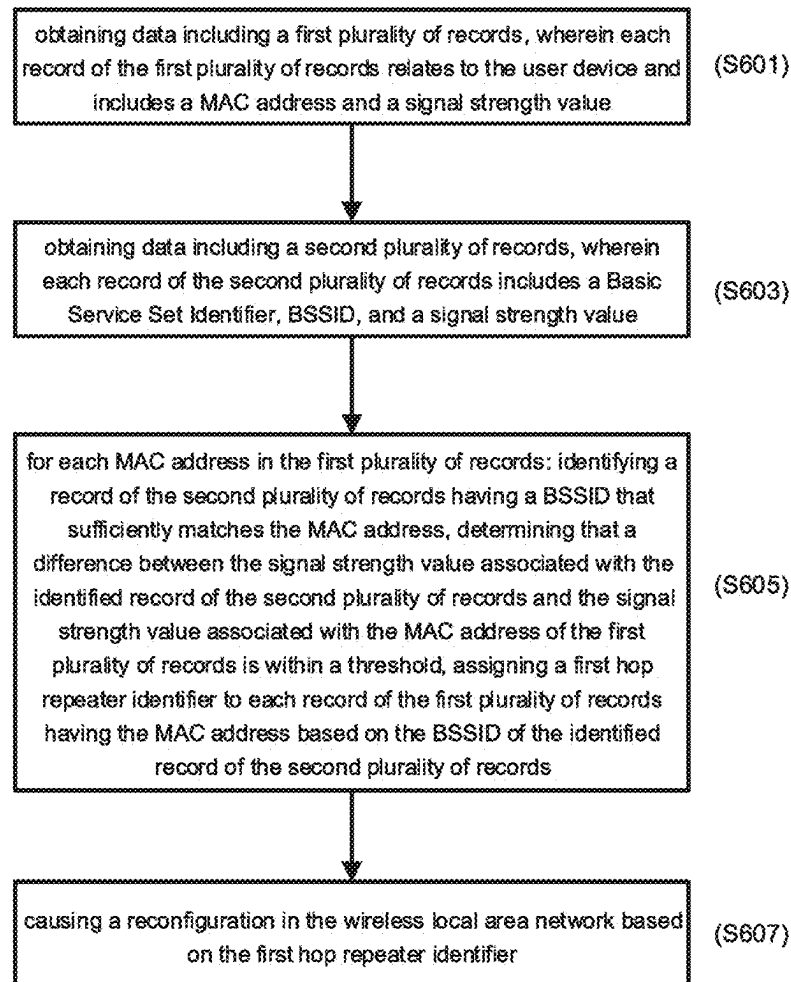 obtaining data including a first plurality of records, wherein each
record of the first plurality of records relates to the user device and
includes a MAC address and a signal strength value
(S601)
obtaining data including a second plurality of records, wherein
each record of the second plurality of records includes a Basic
Service Set Identifier, BSSID, and a signal strength value
(S603)
for each MAC address in the first plurality of records: identifying a
record of the second plurality of records having a BSSID that
sufficiently matches the MAC address, determining that a
difference between the signal strength value associated with the
identified record of the second plurality of records and the signal
strength value associated with the MAC address of the first
plurality of records is within a threshold, assigning a first hop
repeater identifier to each record of the first plurality of records
having the MAC address based on the BSSID of the identified
record of the second plurality of records
(S605)
causing a reconfiguration in the wireless local area network based
on the first hop repeater identifier
(S607)